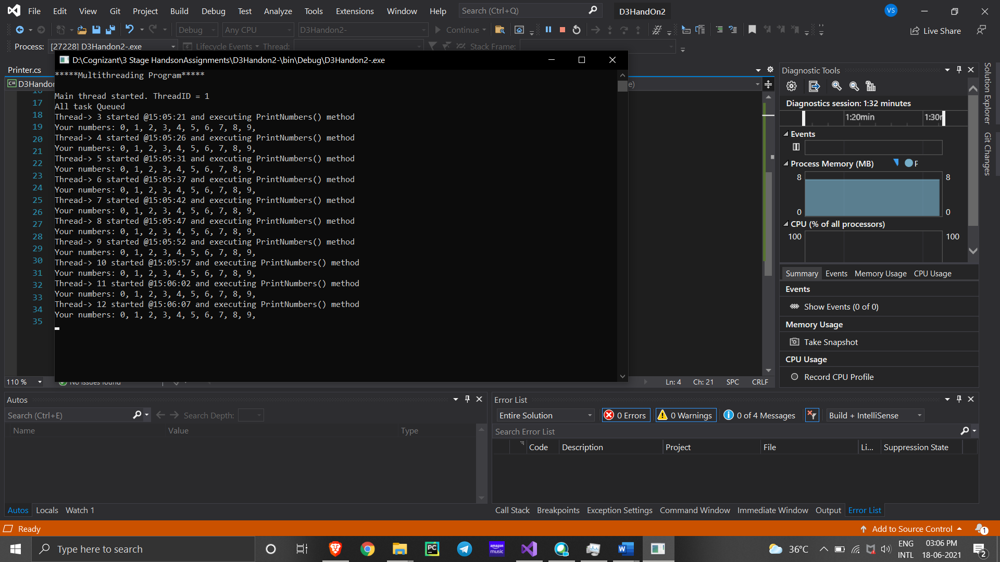 File Edit View Git Project Build Debug Test Analyze Tools Extensions Window Help Search (Ctrl+Q) D3HandOn2 VS
Debug Any CPU D3Handon2- Continue Live Share
Process: [27228] D3Handon2-.exe Lifecycle Events Thread: Stack Frame:
Printer.cs
D:\Cognizant\3 Stage HandsonAssignments\D3Handon2-\bin\Debug\D3Handon2-.exe
*****Multithreading Program*****
Main thread started. ThreadID = 1
All task Queued
Thread-> 3 started @15:05:21 and executing PrintNumbers() method
Your numbers: 0, 1, 2, 3, 4, 5, 6, 7, 8, 9,
Thread-> 4 started @15:05:26 and executing PrintNumbers() method
Your numbers: 0, 1, 2, 3, 4, 5, 6, 7, 8, 9,
Thread-> 5 started @15:05:31 and executing PrintNumbers() method
Your numbers: 0, 1, 2, 3, 4, 5, 6, 7, 8, 9,
Thread-> 6 started @15:05:37 and executing PrintNumbers() method
Your numbers: 0, 1, 2, 3, 4, 5, 6, 7, 8, 9,
Thread-> 7 started @15:05:42 and executing PrintNumbers() method
Your numbers: 0, 1, 2, 3, 4, 5, 6, 7, 8, 9,
Thread-> 8 started @15:05:47 and executing PrintNumbers() method
Your numbers: 0, 1, 2, 3, 4, 5, 6, 7, 8, 9,
Thread-> 9 started @15:05:52 and executing PrintNumbers() method
Your numbers: 0, 1, 2, 3, 4, 5, 6, 7, 8, 9,
Thread-> 10 started @15:05:57 and executing PrintNumbers() method
Your numbers: 0, 1, 2, 3, 4, 5, 6, 7, 8, 9,
Thread-> 11 started @15:06:02 and executing PrintNumbers() method
Your numbers: 0, 1, 2, 3, 4, 5, 6, 7, 8, 9,
Thread-> 12 started @15:06:07 and executing PrintNumbers() method
Your numbers: 0, 1, 2, 3, 4, 5, 6, 7, 8, 9,
C# D3Handon
17
18
19
20
21
22
23
24
25
26
27
28
29
30
31
32
33
34
35
110 % No issues found Ln: 4 Ch: 21 SPC CRLF
Diagnostic Tools
Diagnostics session: 1:32 minutes
1:20min 1:30m
Events
Process Memory (MB) P
8 8
0 0
CPU (% of all processors)
100 100
Summary Events Memory Usage CPU Usage
Events
Show Events (0 of 0)
Memory Usage
Take Snapshot
CPU Usage
Record CPU Profile
Solution Explorer
Git Changes
Autos
Search (Ctrl+E) Search Depth:
Name Value Type
Autos Locals Watch 1
Error List
Entire Solution 0 Errors 0 Warnings 0 of 4 Messages Build + IntelliSense
Search Error List
Code Description Project File Li... Suppression State
Call Stack Breakpoints Exception Settings Command Window Immediate Window Output Error List
Ready Add to Source Control 1
Type here to search PC amazon music W 36°C ENG INTL 03:06 PM 18-06-2021 2